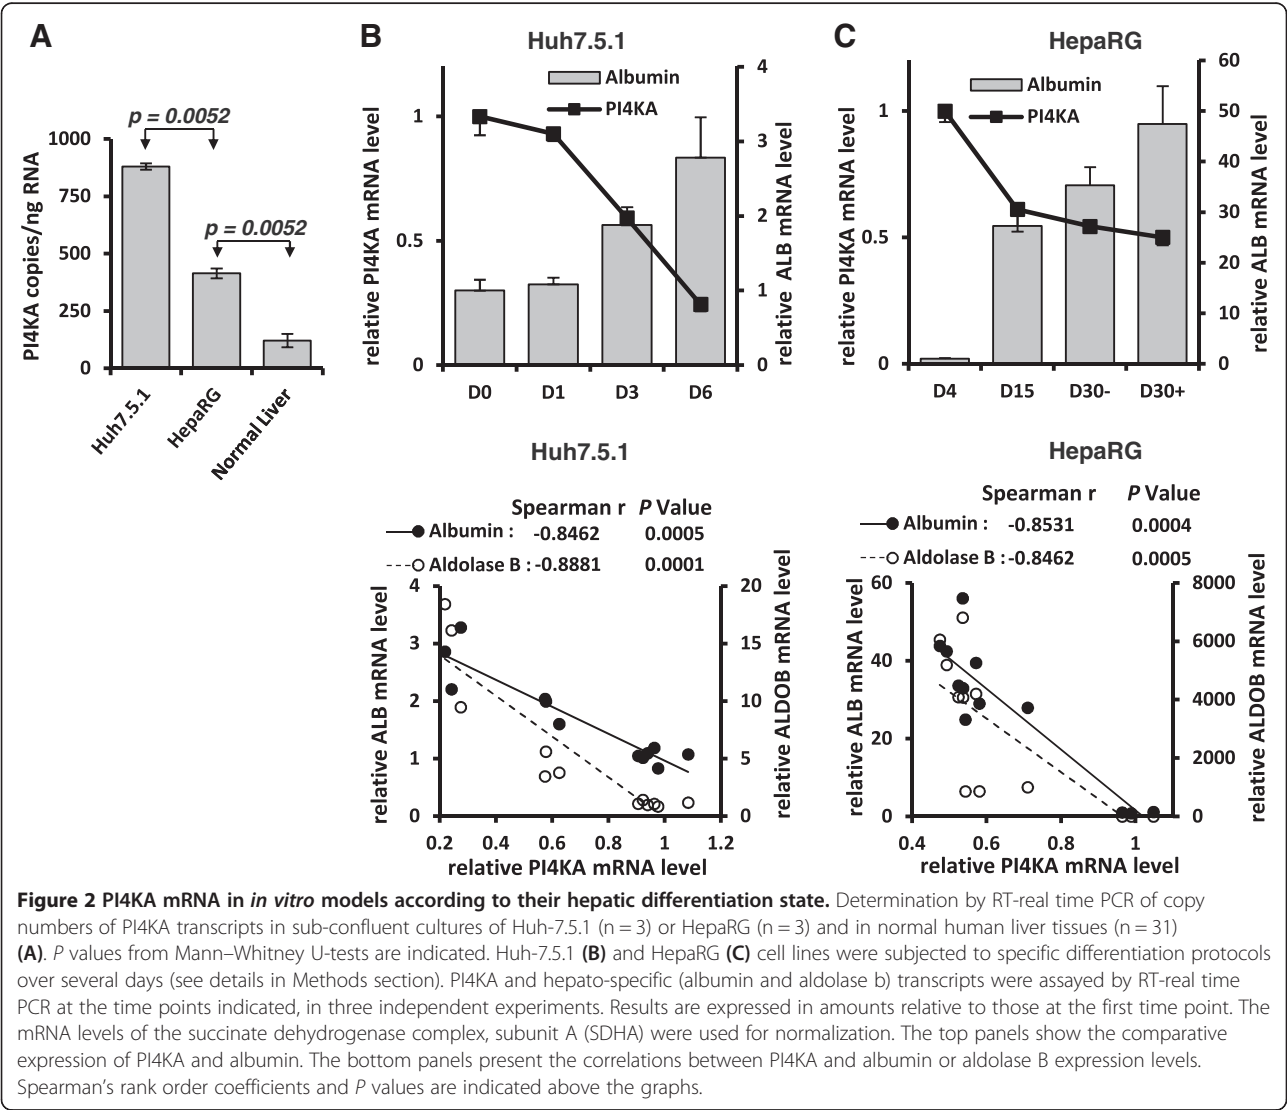 A
p = 0.0052
p = 0.0052
PI4KA copies/ng RNA
1000
750
500
250
0
Huh7.5.1
HepaRG
Normal Liver
B
Huh7.5.1
Albumin
PI4KA
relative PI4KA mRNA level
1
0.5
0
relative ALB mRNA level
4
3
2
1
0
D0 D1 D3 D6
C
HepaRG
Albumin
PI4KA
relative PI4KA mRNA level
1
0.5
0
relative ALB mRNA level
60
50
40
30
20
10
0
D4 D15 D30- D30+
Huh7.5.1
Spearman r P Value
Albumin : -0.8462 0.0005
Aldolase B : -0.8881 0.0001
relative ALB mRNA level
4
3
2
1
0
relative ALDOB mRNA level
20
15
10
5
0
0.2 0.4 0.6 0.8 1 1.2
relative PI4KA mRNA level
HepaRG
Spearman r P Value
Albumin : -0.8531 0.0004
Aldolase B : -0.8462 0.0005
relative ALB mRNA level
60
40
20
0
relative ALDOB mRNA level
8000
6000
4000
2000
0
0.4 0.6 0.8 1
relative PI4KA mRNA level
Figure 2 PI4KA mRNA in in vitro models according to their hepatic differentiation state. Determination by RT-real time PCR of copy
numbers of PI4KA transcripts in sub-confluent cultures of Huh-7.5.1 (n = 3) or HepaRG (n = 3) and in normal human liver tissues (n = 31)
(A). P values from Mann–Whitney U-tests are indicated. Huh-7.5.1 (B) and HepaRG (C) cell lines were subjected to specific differentiation protocols
over several days (see details in Methods section). PI4KA and hepato-specific (albumin and aldolase b) transcripts were assayed by RT-real time
PCR at the time points indicated, in three independent experiments. Results are expressed in amounts relative to those at the first time point. The
mRNA levels of the succinate dehydrogenase complex, subunit A (SDHA) were used for normalization. The top panels show the comparative
expression of PI4KA and albumin. The bottom panels present the correlations between PI4KA and albumin or aldolase B expression levels.
Spearman's rank order coefficients and P values are indicated above the graphs.